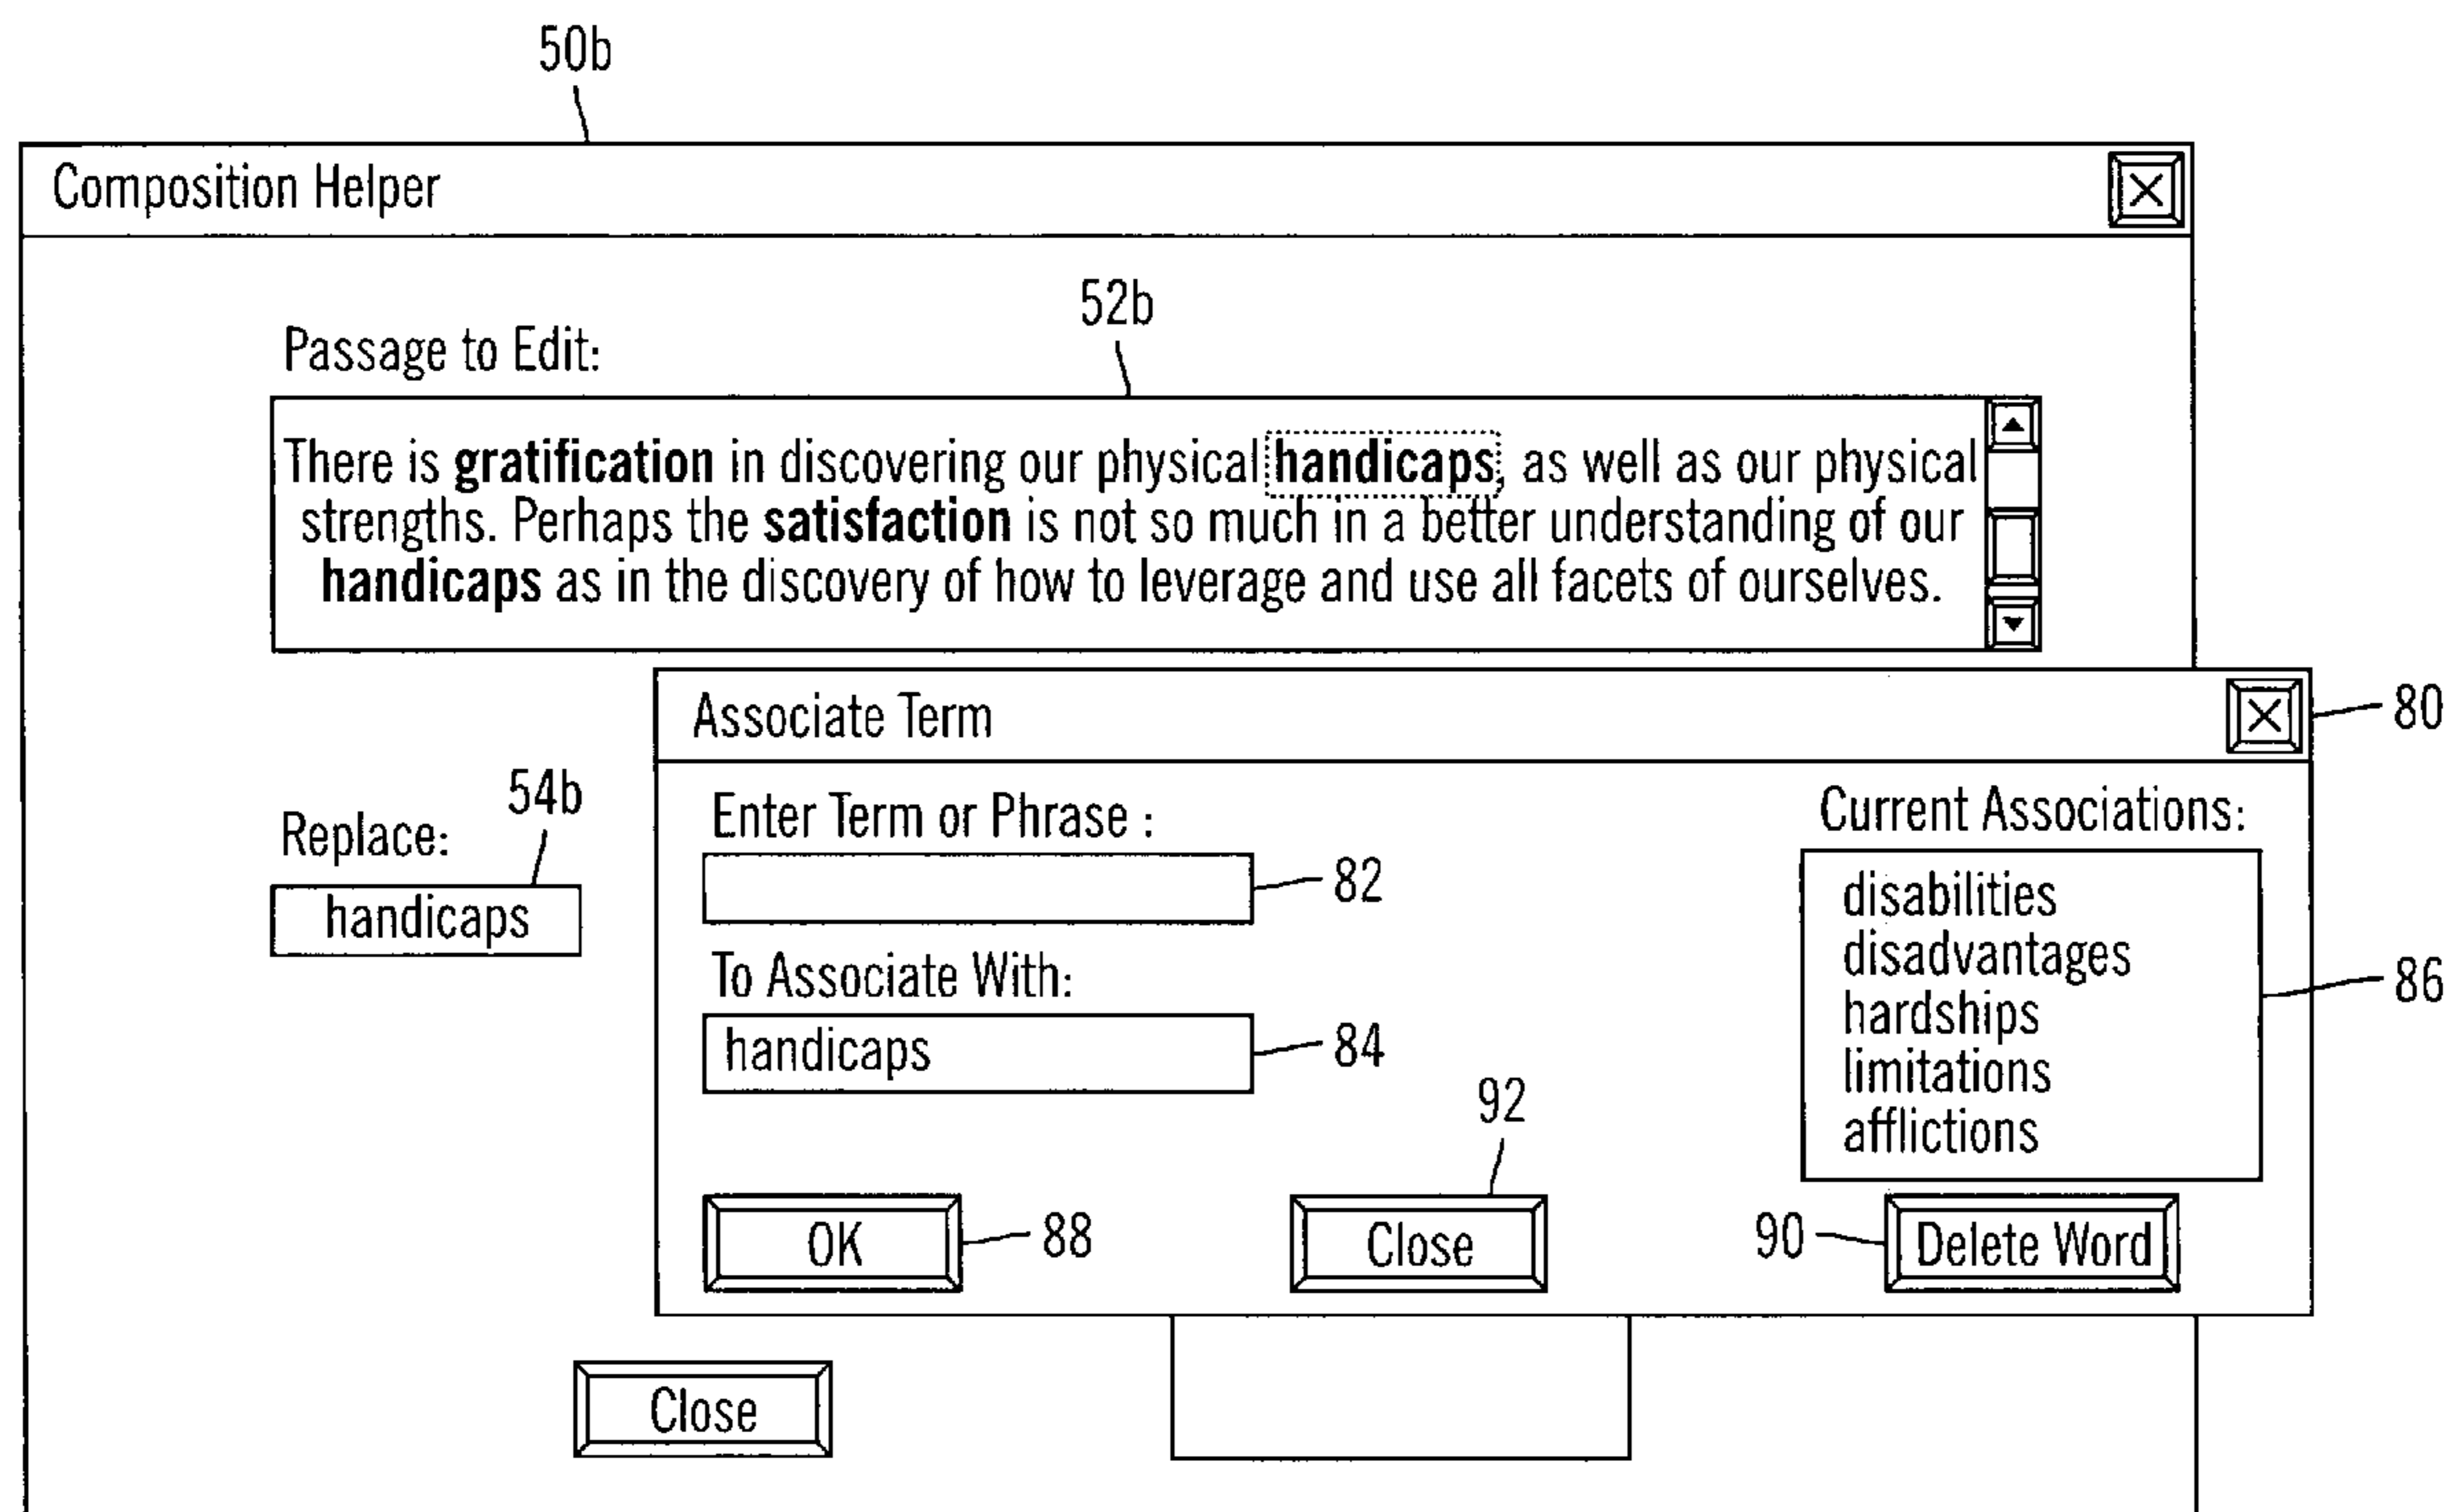 50b
Composition Helper
52b
Passage to Edit:
There is gratification in discovering our physical handicaps, as well as our physical
strengths. Perhaps the satisfaction is not so much in a better understanding of our
handicaps as in the discovery of how to leverage and use all facets of ourselves.
Associate Term
80
54b
Replace:
handicaps
Enter Term or Phrase :
82
To Associate With:
handicaps
84
Current Associations:
disabilities
disadvantages
hardships
limitations
afflictions
86
92
OK
88
Close
90
Delete Word
Close